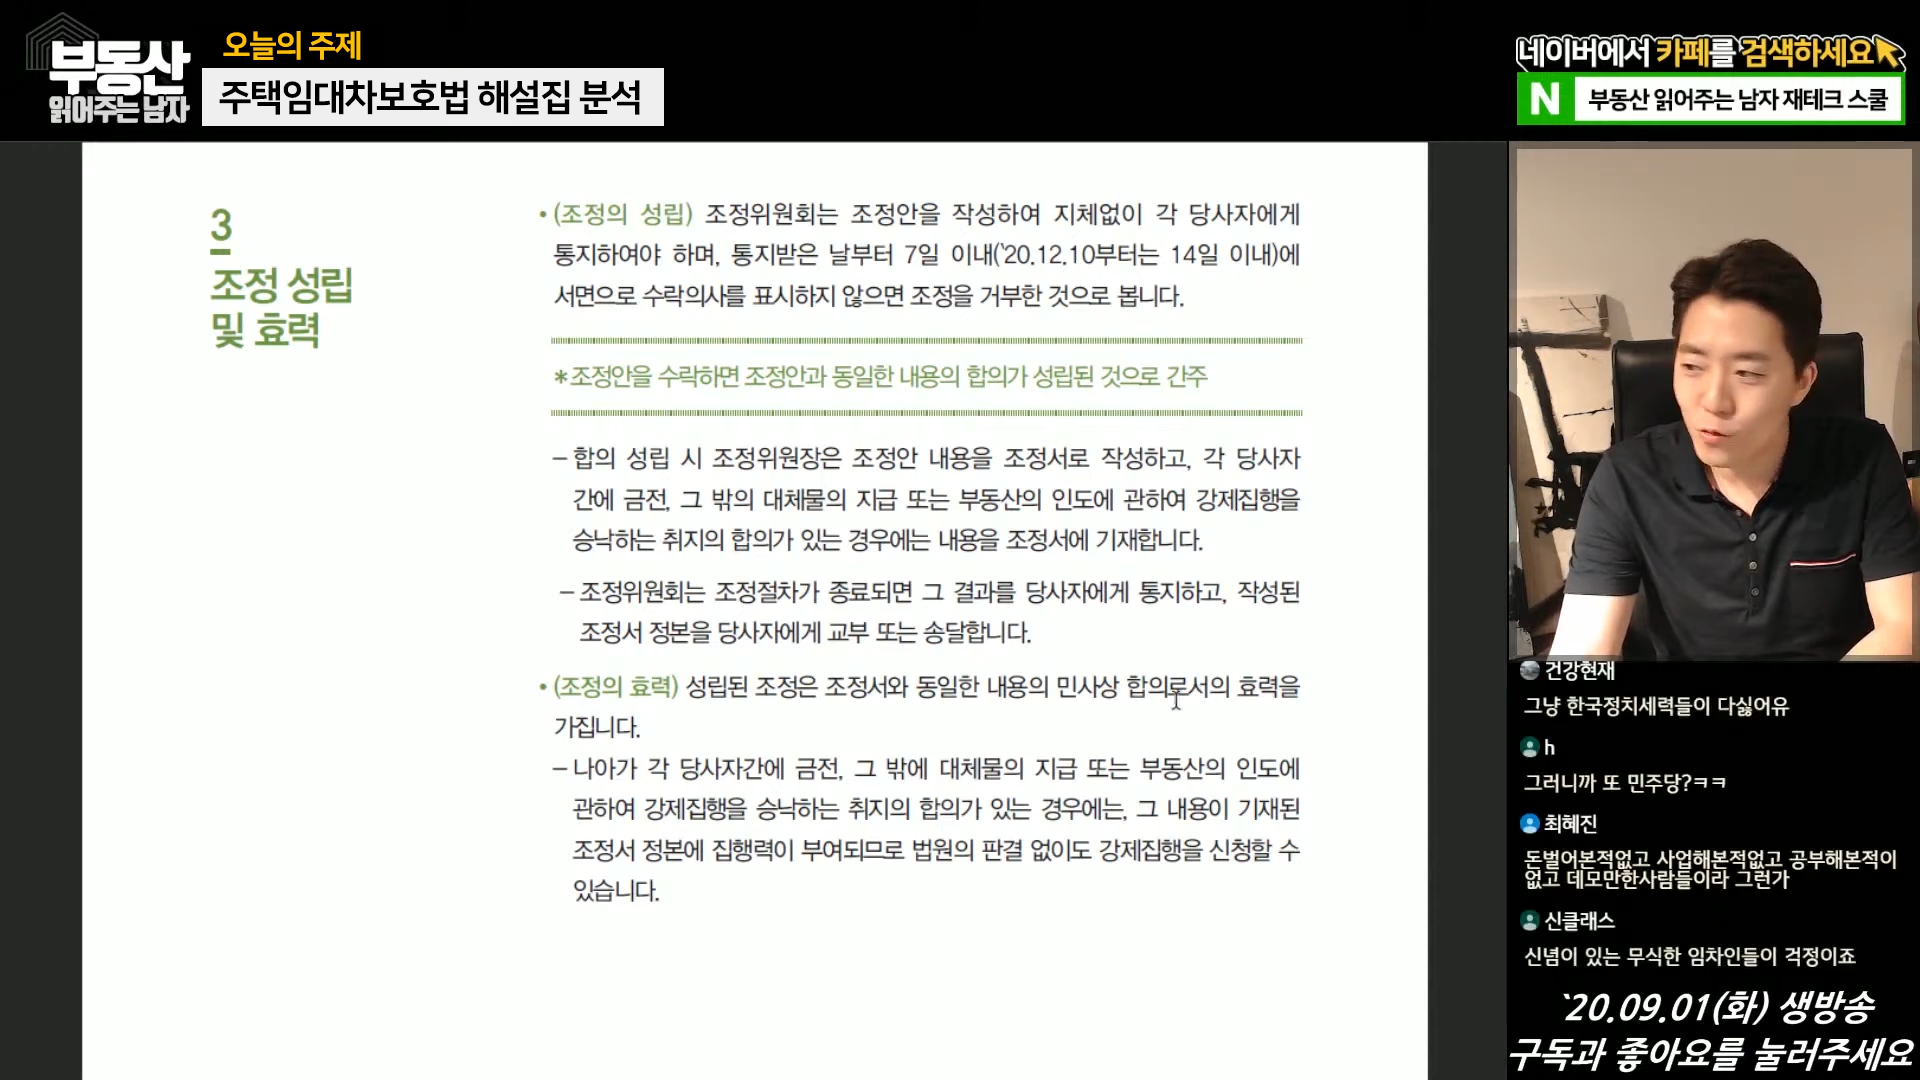 부동산
읽어주는 남자
오늘의 주제
주택임대차보호법 해설집 분석
네이버에서 카페를 검색하세요
N 부동산 읽어주는 남자 재테크 스쿨
3
조정 성립
및 효력
• (조정의 성립) 조정위원회는 조정안을 작성하여 지체없이 각 당사자에게
통지하여야 하며, 통지받은 날부터 7일 이내('20.12.10부터는 14일 이내)에
서면으로 수락의사를 표시하지 않으면 조정을 거부한 것으로 봅니다.
*조정안을 수락하면 조정안과 동일한 내용의 합의가 성립된 것으로 간주
– 합의 성립 시 조정위원장은 조정안 내용을 조정서로 작성하고, 각 당사자
간에 금전, 그 밖의 대체물의 지급 또는 부동산의 인도에 관하여 강제집행을
승낙하는 취지의 합의가 있는 경우에는 내용을 조정서에 기재합니다.
– 조정위원회는 조정절차가 종료되면 그 결과를 당사자에게 통지하고, 작성된
조정서 정본을 당사자에게 교부 또는 송달합니다.
• (조정의 효력) 성립된 조정은 조정서와 동일한 내용의 민사상 합의로서의 효력을
가집니다.
– 나아가 각 당사자간에 금전, 그 밖에 대체물의 지급 또는 부동산의 인도에
관하여 강제집행을 승낙하는 취지의 합의가 있는 경우에는, 그 내용이 기재된
조정서 정본에 집행력이 부여되므로 법원의 판결 없이도 강제집행을 신청할 수
있습니다.
건강현재
그냥 한국정치세력들이 다싫어유
h
그러니까 또 민주당?ㅋㅋ
최혜진
돈벌어본적없고 사업해본적없고 공부해본적이
없고 데모만한사람들이라 그런가
신클래스
신념이 있는 무식한 임차인들이 걱정이죠
`20.09.01(화) 생방송
구독과 좋아요를 눌러주세요